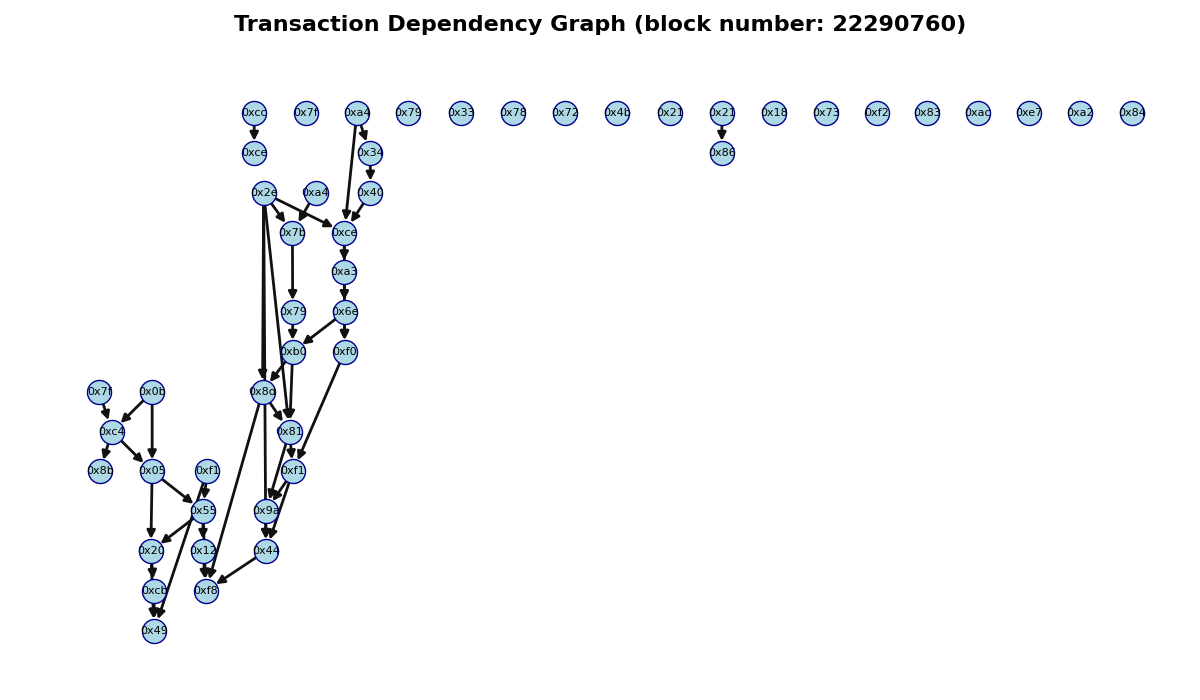 Transaction Dependency Graph (block number: 22290760)
0xcc 0x7f 0xa4 0x79 0x33 0x78 0x72 0x4b 0x21 0x21 0x18 0x73 0xf2 0x83 0xac 0xe7 0xa2 0x84
0xce 0x34 0x86
0x2e 0xa4 0x40
0x7b 0xce
0xa3
0x79 0x6e
0xb0 0xf0
0x7f 0x0b 0x8d
0xc4 0x81
0x8b 0x05 0xf1 0xf1
0x55 0x9a
0x20 0x12 0x44
0xcb 0xf8
0x49